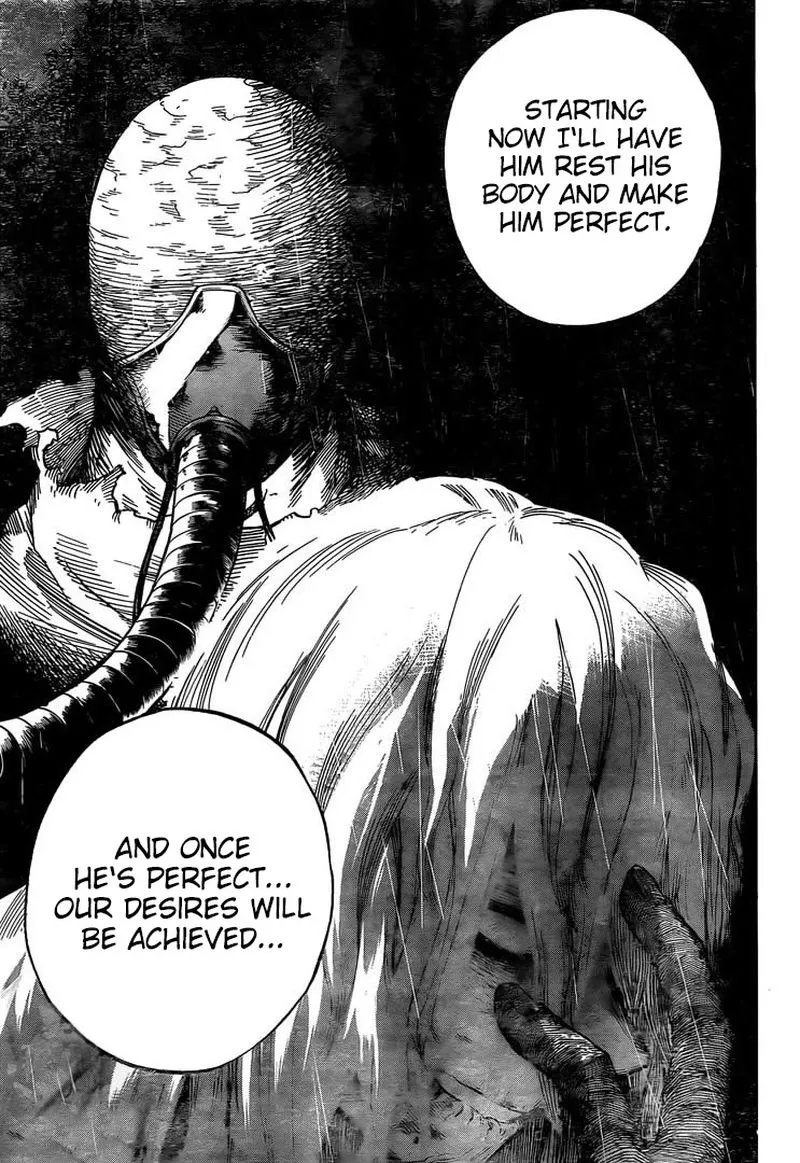 STARTING
NOW I'LL HAVE
HIM REST HIS
BODY AND MAKE
HIM PERFECT.
AND ONCE
HE'S PERFECT...
OUR DESIRES WILL
BE ACHIEVED...